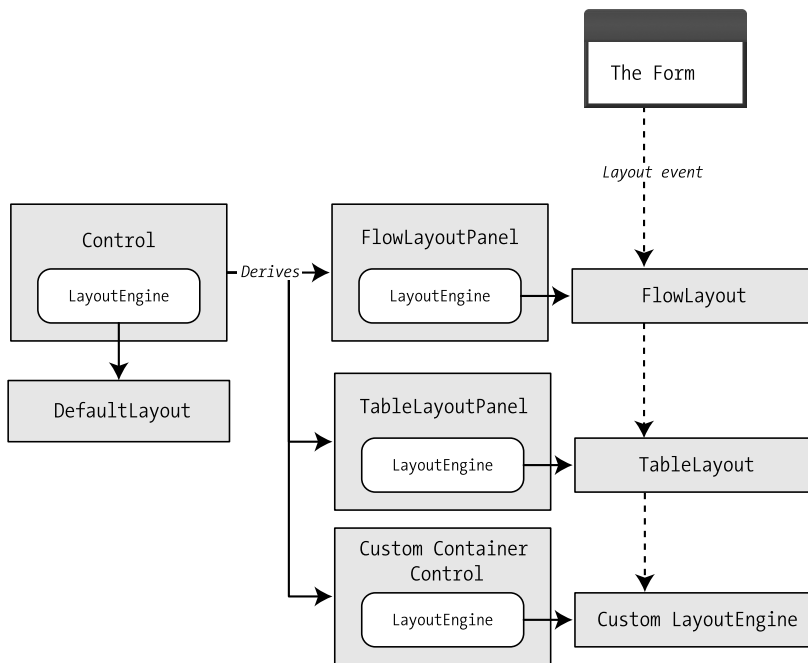 The Form
Layout event
Control
LayoutEngine
DefaultLayout
Derives
FlowLayoutPanel
LayoutEngine
FlowLayout
TableLayoutPanel
LayoutEngine
TableLayout
Custom Container
Control
LayoutEngine
Custom LayoutEngine